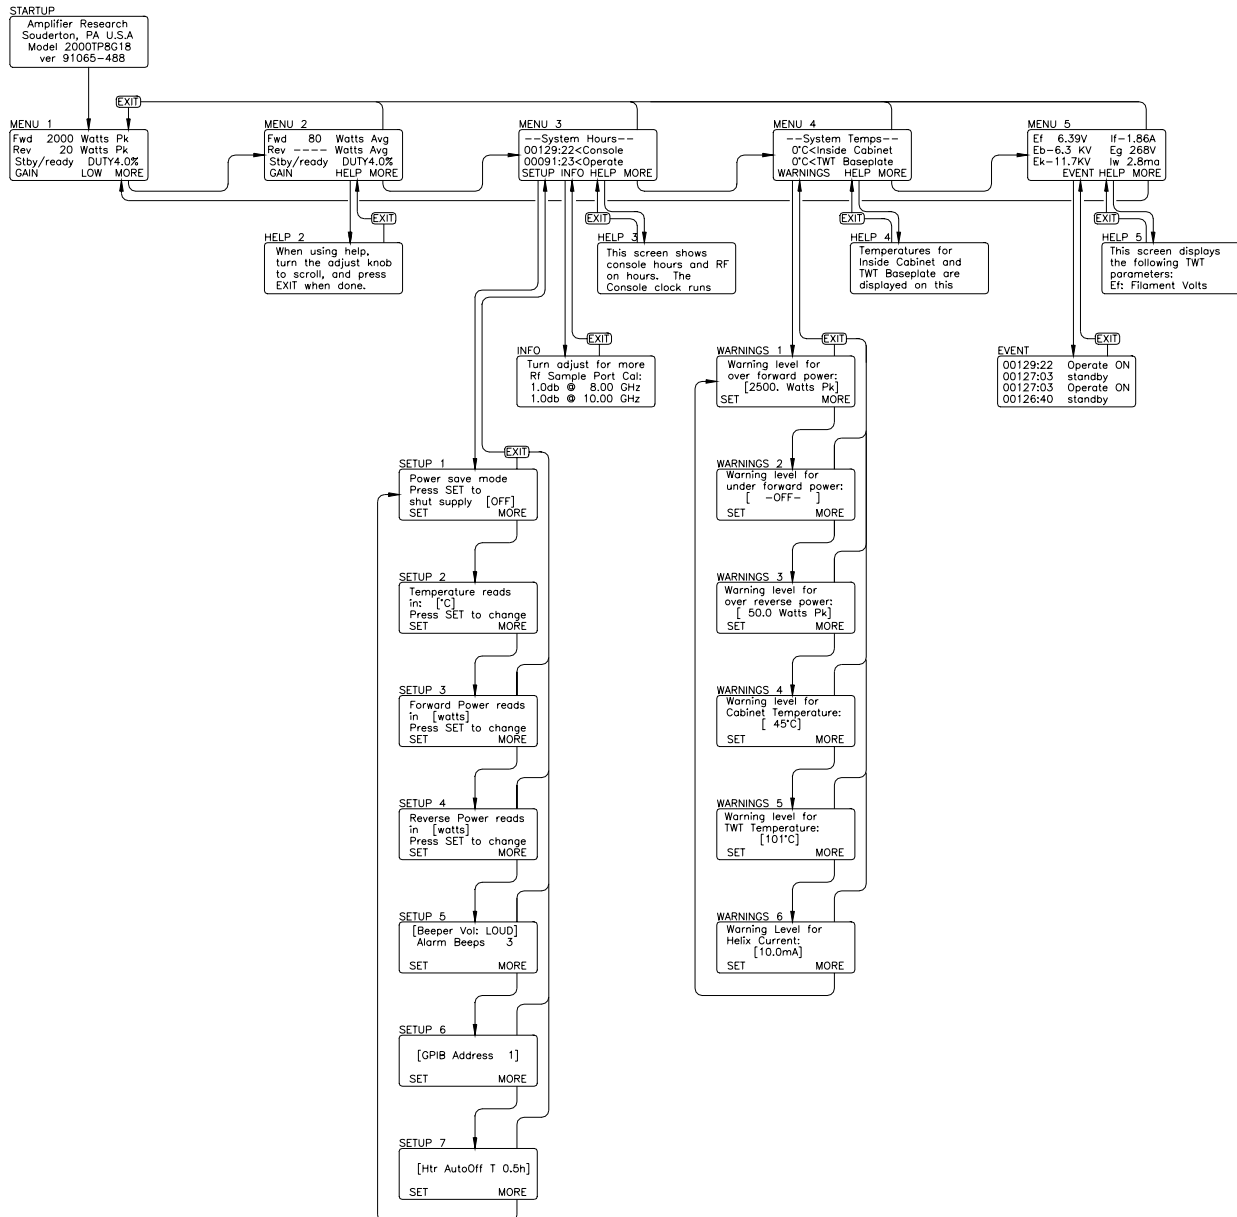 STARTUP
Amplifier Research
Souderton, PA U.S.A
Model 2000TP8G18
ver 91065-488
EXIT
MENU 1
Fwd 2000 Watts Pk
Rev 20 Watts Pk
Stby/ready DUTY4.0%
GAIN LOW MORE
MENU 2
Fwd 80 Watts Avg
Rev ---- Watts Avg
Stby/ready DUTY4.0%
GAIN HELP MORE
MENU 3
--System Hours--
00129:22<Console
00091:23<Operate
SETUP INFO HELP MORE
MENU 4
--System Temps--
0°C<Inside Cabinet
0°C<TWT Baseplate
WARNINGS HELP MORE
MENU 5
Ef 6.39V If-1.86A
Eb-6.3 KV Eg 268V
Ek-11.7KV Iw 2.8ma
EVENT HELP MORE
EXIT
HELP 2
When using help,
turn the adjust knob
to scroll, and press
EXIT when done.
EXIT
HELP 3
This screen shows
console hours and RF
on hours. The
Console clock runs
EXIT
HELP 4
Temperatures for
Inside Cabinet and
TWT Baseplate are
displayed on this
EXIT
HELP 5
This screen displays
the following TWT
parameters:
Ef: Filament Volts
EXIT
INFO
Turn adjust for more
Rf Sample Port Cal:
1.0db @ 8.00 GHz
1.0db @ 10.00 GHz
EXIT
WARNINGS 1
Warning level for
over forward power:
[2500. Watts Pk]
SET MORE
EXIT
EVENT
00129:22 Operate ON
00127:03 standby
00127:03 Operate ON
00126:40 standby
EXIT
SETUP 1
Power save mode
Press SET to
shut supply [OFF]
SET MORE
WARNINGS 2
Warning level for
under forward power:
[ -OFF- ]
SET MORE
SETUP 2
Temperature reads
in: [°C]
Press SET to change
SET MORE
WARNINGS 3
Warning level for
over reverse power:
[ 50.0 Watts Pk]
SET MORE
SETUP 3
Forward Power reads
in [watts]
Press SET to change
SET MORE
WARNINGS 4
Warning level for
Cabinet Temperature:
[ 45°C]
SET MORE
SETUP 4
Reverse Power reads
in [watts]
Press SET to change
SET MORE
WARNINGS 5
Warning level for
TWT Temperature:
[101°C]
SET MORE
SETUP 5
[Beeper Vol: LOUD]
Alarm Beeps 3
SET MORE
WARNINGS 6
Warning Level for
Helix Current:
[10.0mA]
SET MORE
SETUP 6
[GPIB Address 1]
SET MORE
SETUP 7
[Htr AutoOff T 0.5h]
SET MORE